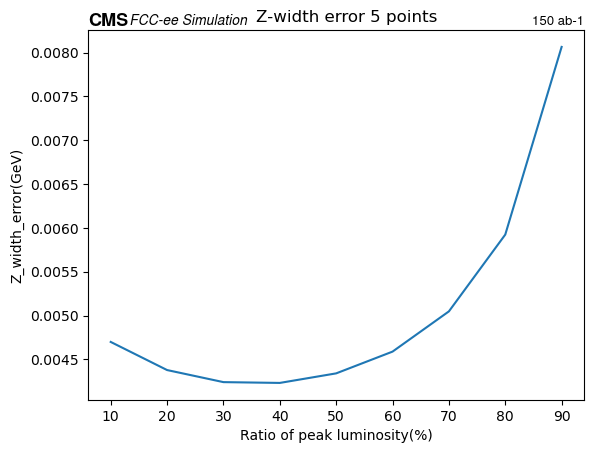 CMS FCC-ee Simulation Z-width error 5 points 150 ab-1
0.0080
0.0075
0.0070
0.0065
0.0060
0.0055
0.0050
0.0045
Z_width_error(GeV)
10 20 30 40 50 60 70 80 90
Ratio of peak luminosity(%)